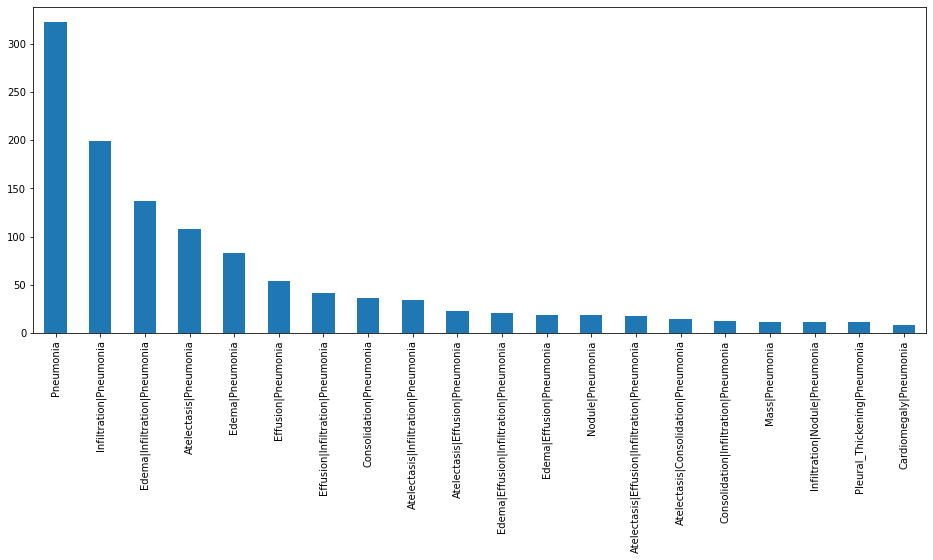 300
250
200
150
100
50
0
Pneumonia
Infiltration|Pneumonia
Edema|Infiltration|Pneumonia
Atelectasis|Pneumonia
Edema|Pneumonia
Effusion|Pneumonia
Effusion|Infiltration|Pneumonia
Consolidation|Pneumonia
Atelectasis|Infiltration|Pneumonia
Atelectasis|Effusion|Pneumonia
Edema|Effusion|Infiltration|Pneumonia
Edema|Effusion|Pneumonia
Nodule|Pneumonia
Atelectasis|Effusion|Infiltration|Pneumonia
Atelectasis|Consolidation|Pneumonia
Consolidation|Infiltration|Pneumonia
Mass|Pneumonia
Infiltration|Nodule|Pneumonia
Pleural_Thickening|Pneumonia
Cardiomegaly|Pneumonia